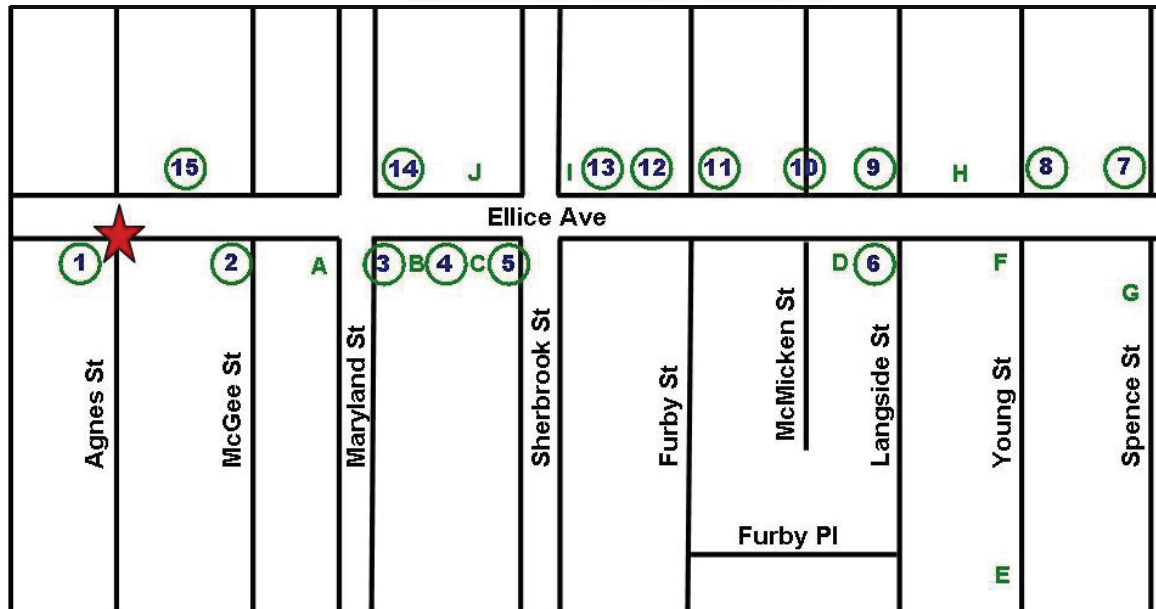 15 14 J I 13 12 11 10 9 H 8 7
Ellice Ave
1 2 A 3 B 4 C 5 D 6 F
G
Agnes St
McGee St
Maryland St
Sherbrook St
Furby St
McMicken St
Langside St
Young St
Spence St
Furby Pl
E